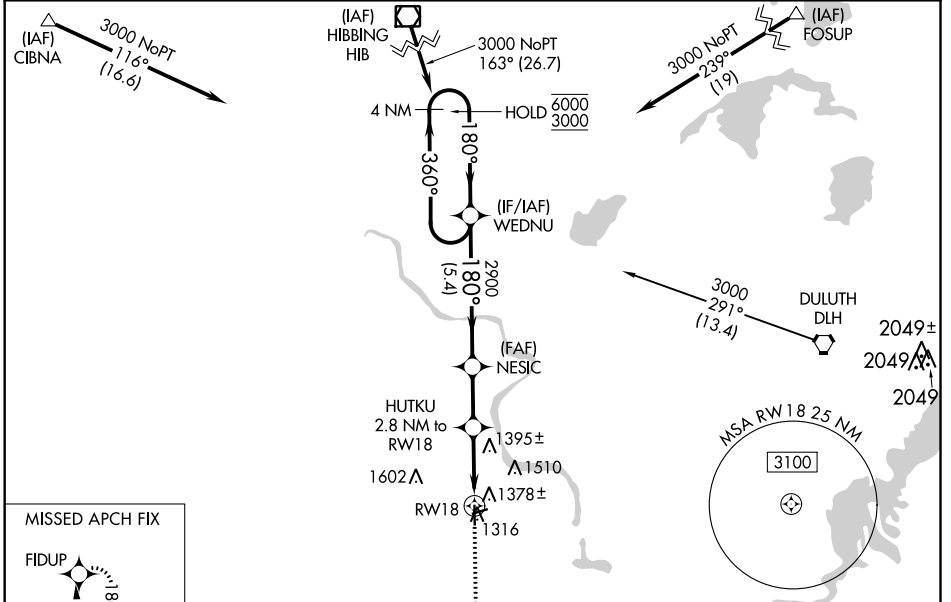 (IAF)
CIBNA
3000 NoPT
116°
(16.6)
(IAF)
HIBBING
HIB
3000 NoPT
163° (26.7)
(IAF)
FOSUP
3000 NoPT
239°
(19)
4 NM
HOLD
6000
3000
180°
360°
(IF/IAF)
WEDNU
2900
180°
(5.4)
3000
291°
(13.4)
DULUTH
DLH
2049±
2049
2049
(FAF)
NESIC
HUTKU
2.8 NM to
RW18
1395±
1510
1602
1378±
RW18
1316
MSA RW18 25 NM
3100
MISSED APCH FIX
FIDUP
18